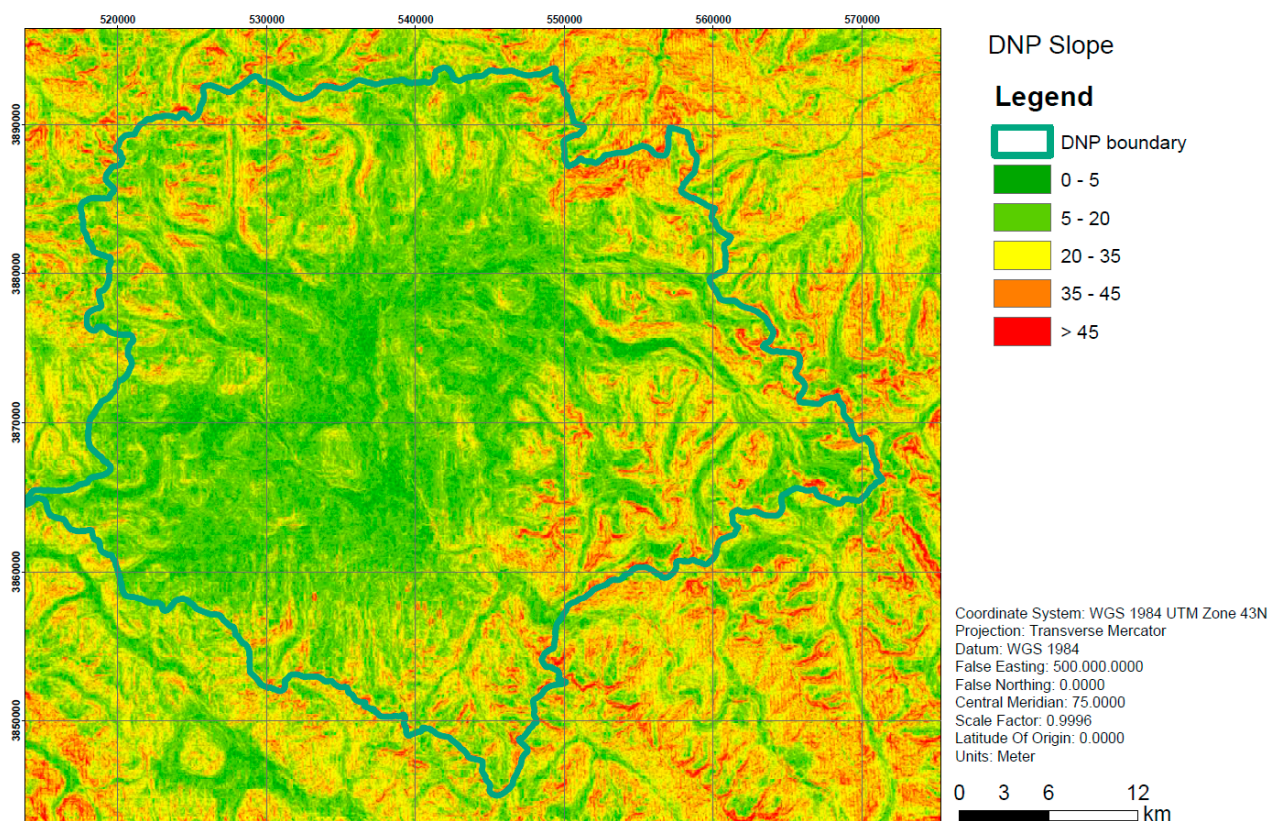 520000 530000 540000 550000 560000 570000
3890000
3880000
3870000
3860000
3850000
DNP Slope
Legend
DNP boundary
0 - 5
5 - 20
20 - 35
35 - 45
> 45
Coordinate System: WGS 1984 UTM Zone 43N
Projection: Transverse Mercator
Datum: WGS 1984
False Easting: 500.000.0000
False Northing: 0.0000
Central Meridian: 75.0000
Scale Factor: 0.9996
Latitude Of Origin: 0.0000
Units: Meter
0 3 6 12
km